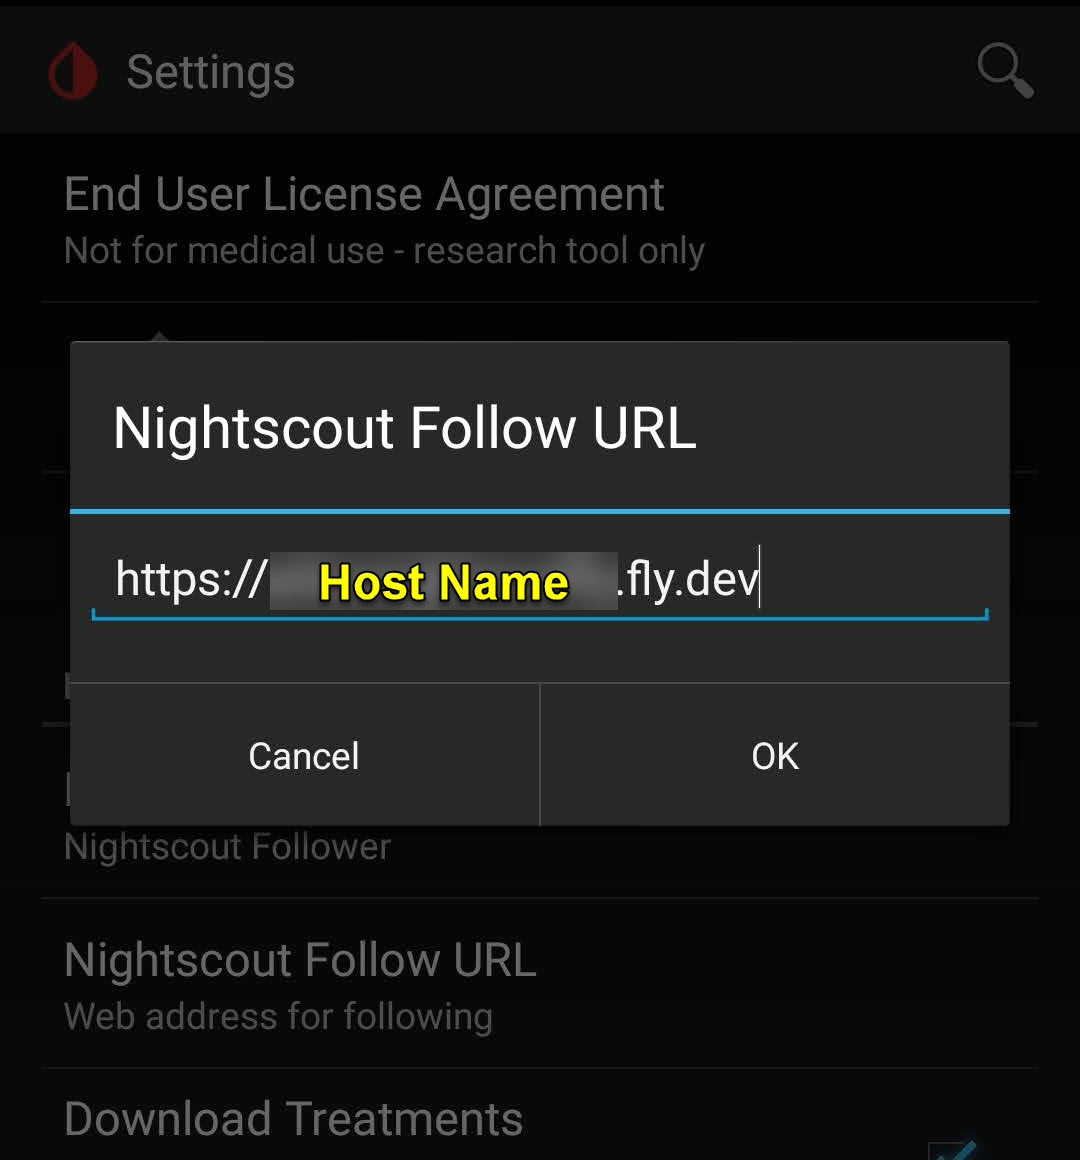 Settings
End User License Agreement
Not for medical use - research tool only
Nightscout Follow URL
https://Host Name.fly.dev
Cancel
OK
Nightscout Follower
Nightscout Follow URL
Web address for following
Download Treatments